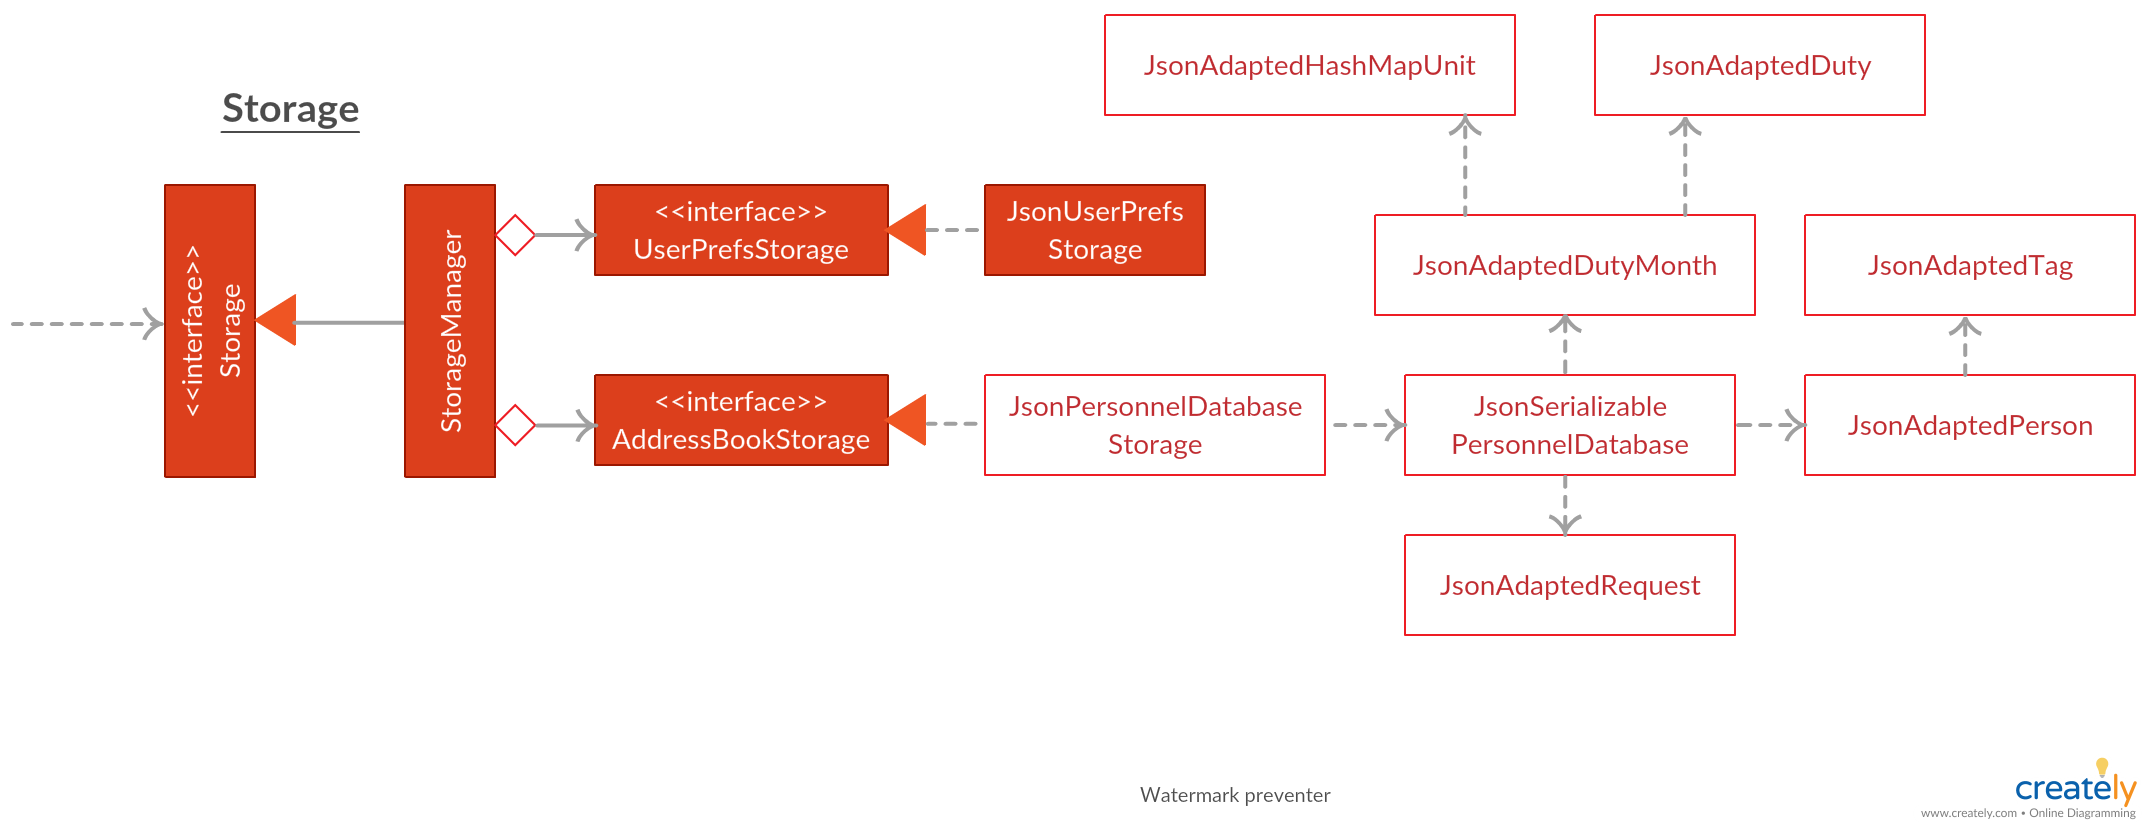 JsonAdaptedHashMapUnit
JsonAdaptedDuty
Storage
<<interface>>
Storage
StorageManager
<<interface>>
UserPrefsStorage
JsonUserPrefs
Storage
JsonAdaptedDutyMonth
JsonAdaptedTag
<<interface>>
AddressBookStorage
JsonPersonnelDatabase
Storage
JsonSerializable
PersonnelDatabase
JsonAdaptedPerson
JsonAdaptedRequest
Watermark preventer
creately
www.creately.com • Online Diagramming